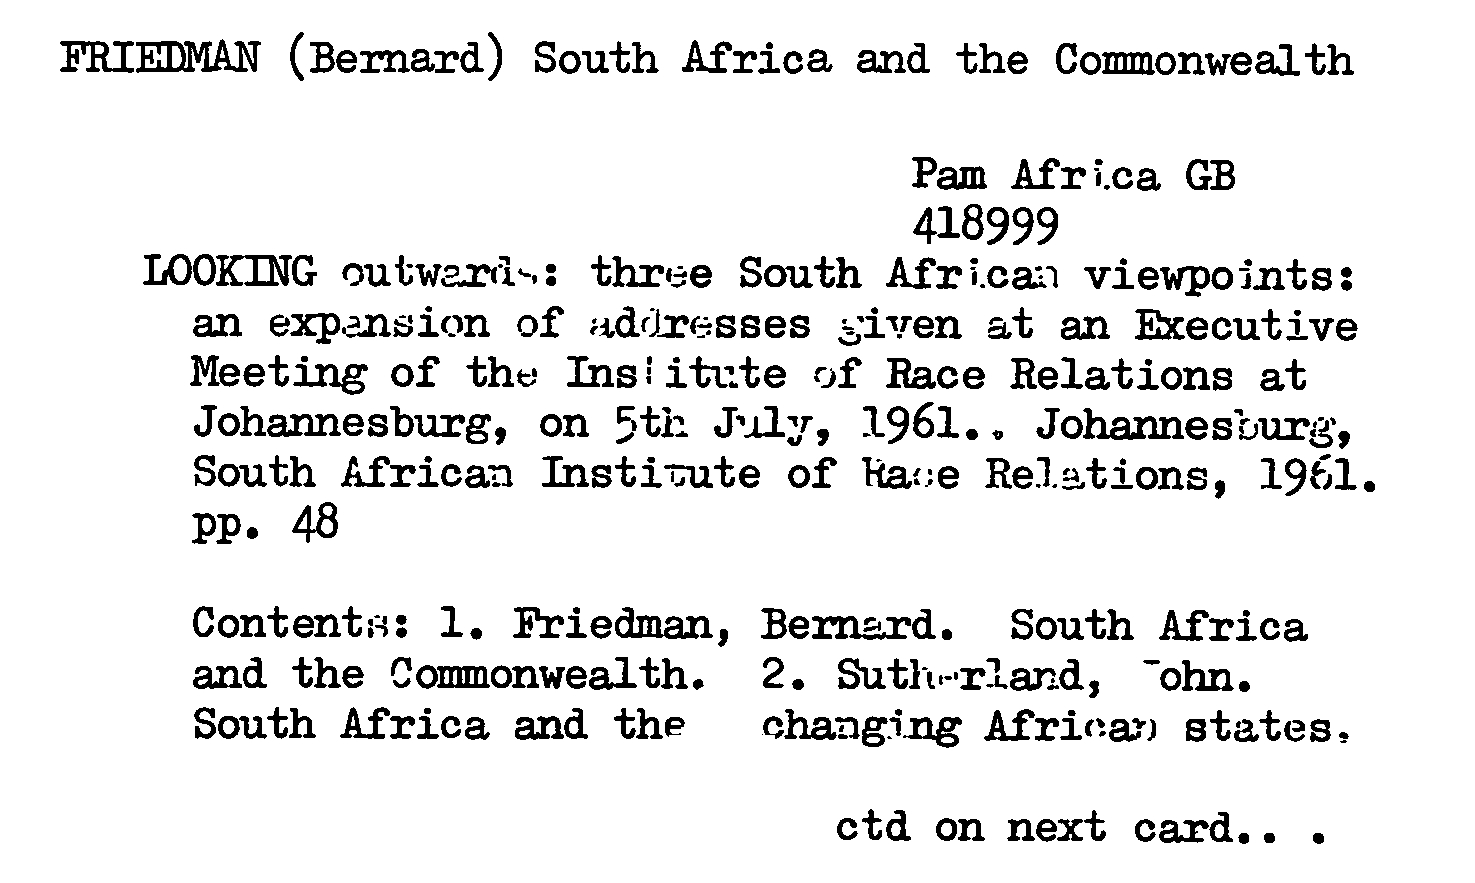 FRIEDMAN (Bernard) South Africa and the Commonwealth
Pam Africa GB
418999
LOOKING outwards: three South African viewpoints:
an expansion of addresses given at an Executive
Meeting of the Institute of Race Relations at
Johannesburg, on 5th July, 1961.. Johannesburg,
South African Institute of Race Relations, 1961.
pp. 48
Contents: 1. Friedman, Bernard. South Africa
and the Commonwealth. 2. Sutherland, John.
South Africa and the changing African states.
ctd on next card.. .